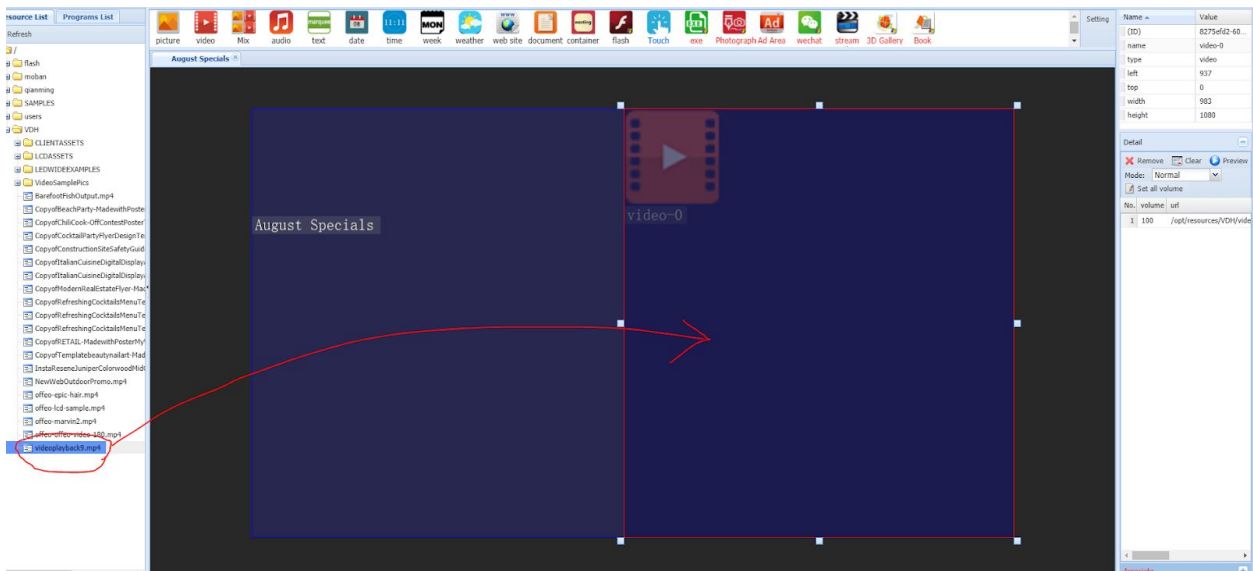 esource List Programs List
Refresh
/
flash
moban
qianming
SAMPLES
users
VDH
CLIENTASSETS
LCDASSETS
LEDWIDEEXAMPLES
VideoSamplePics
BarefootFishOutput.mp4
CopyofBeachParty-MadewithPoste
CopyofChiliCook-OffContestPoster
CopyofCocktailPartyFlyerDesignTe
CopyofConstructionSiteSafetyGuid
CopyofItalianCuisineDigitalDisplay
CopyofItalianCuisineDigitalDisplay
CopyofModernRealEstateFlyer-Mac
CopyofRefreshingCocktailsMenuTe
CopyofRefreshingCocktailsMenuTe
CopyofRefreshingCocktailsMenuTe
CopyofRETAIL-MadewithPosterMy
CopyofTemplatebeautynailart-Mad
InstaReseneJuniperColorwoodMid
NewWebOutdoorPromo.mp4
offeo-epic-hair.mp4
offeo-lcd-sample.mp4
offeo-marvin2.mp4
offeo-offeo-video-180.mp4
videoplayback9.mp4
picture video Mix audio text date time week weather web site document container flash Touch exe Photograph Ad Area wechat stream 3D Gallery Book
marquee 11:11 MON WWW meeting EXE Ad
Setting
August Specials
August Specials
video-0
Name Value
(ID) 8275efd2-60...
name video-0
type video
left 937
top 0
width 983
height 1080
Detail
Remove Clear Preview
Mode: Normal
Set all volume
No. volume url
1 100 /opt/resources/VDH/vide